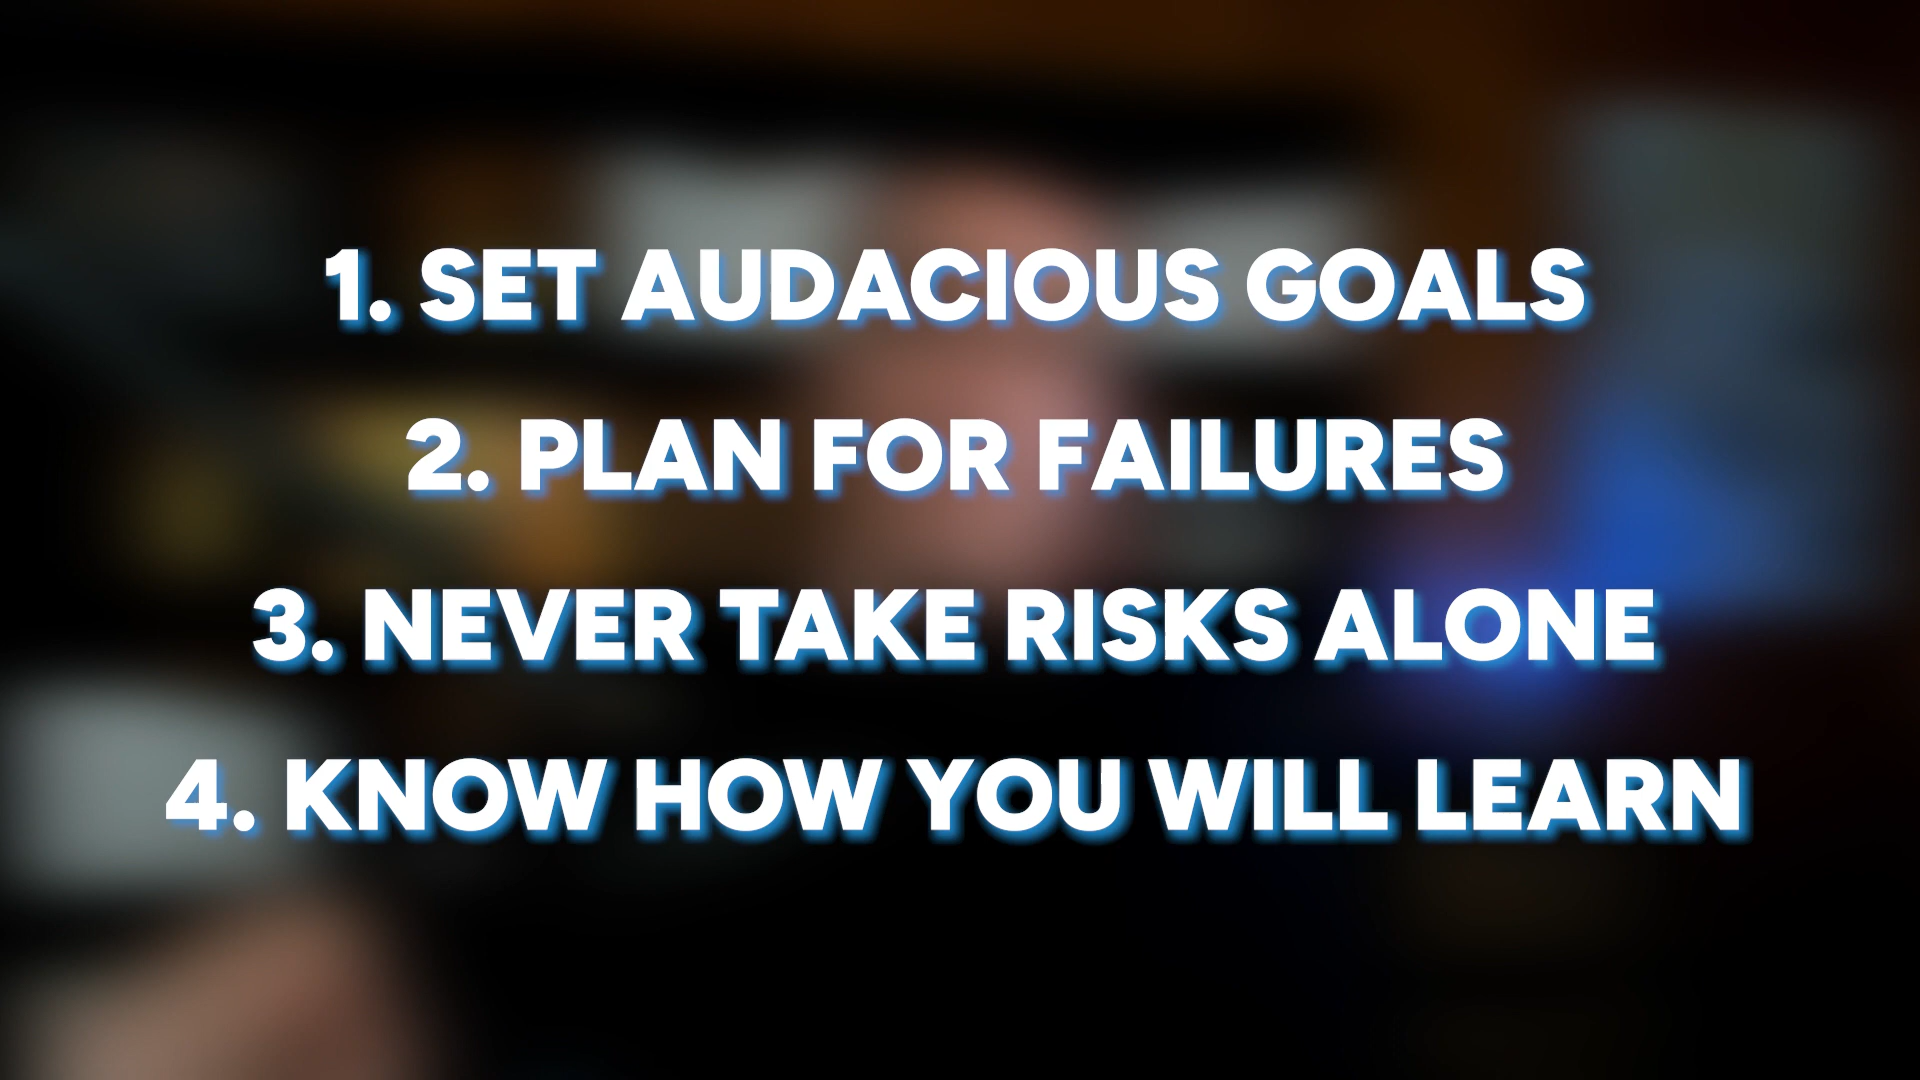 1. SET AUDACIOUS GOALS
2. PLAN FOR FAILURES
3. NEVER TAKE RISKS ALONE
4. KNOW HOW YOU WILL LEARN